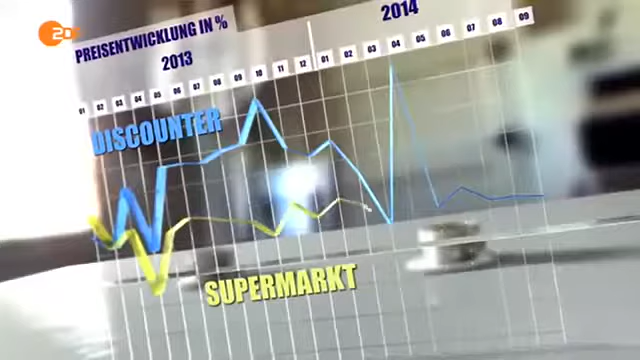 ZDF
PREISENTWICKLUNG IN %
2013
2014
01 02 03 04 05 06 07 08 09 10 11 12 01 02 03 04 05 06 07 08 09
DISCOUNTER
SUPERMARKT